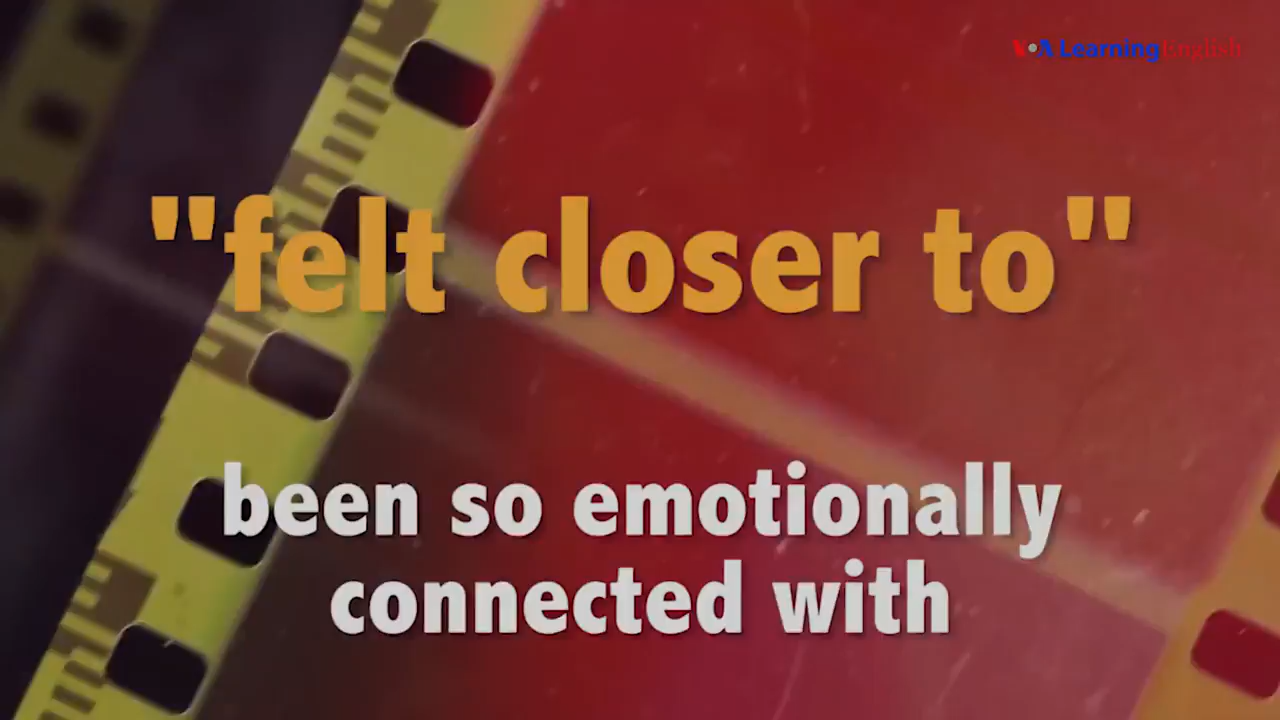 VOA Learning English
"felt closer to"
been so emotionally
connected with